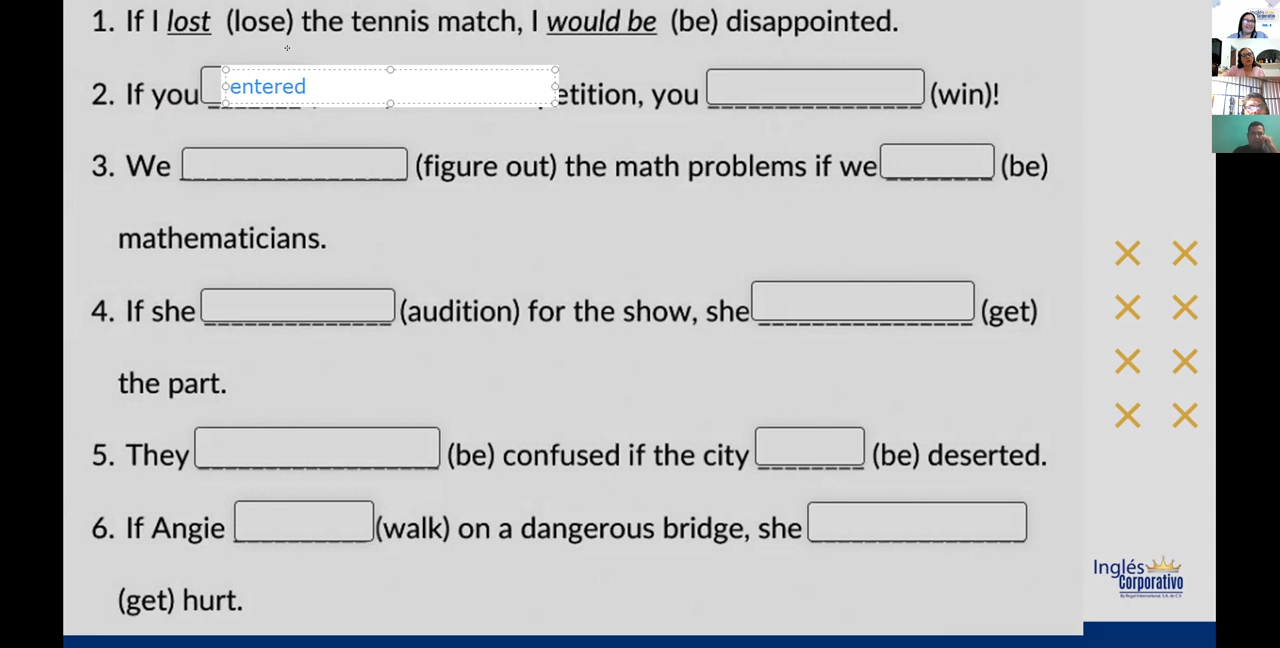 1. If I lost (lose) the tennis match, I would be (be) disappointed.
2. If you entered etition, you (win)!
3. We (figure out) the math problems if we (be)
mathematicians.
4. If she (audition) for the show, she (get)
the part.
5. They (be) confused if the city (be) deserted.
6. If Angie (walk) on a dangerous bridge, she
(get) hurt.
Inglés
Corporativo